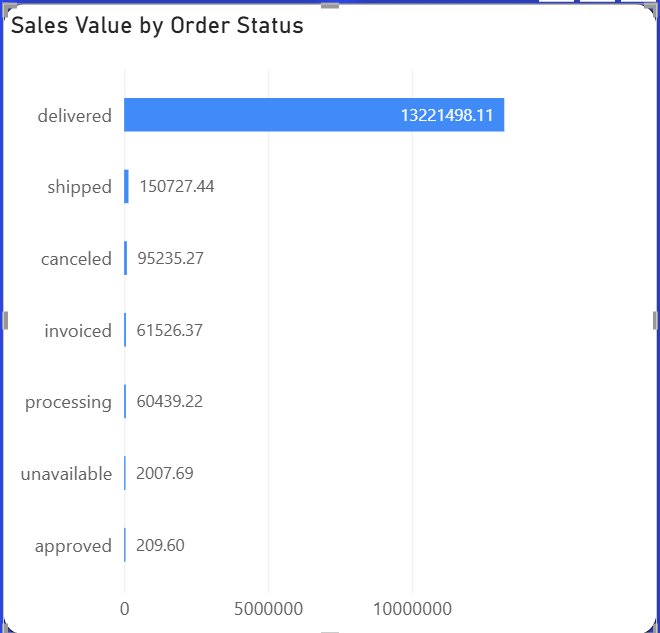 Sales Value by Order Status
delivered 13221498.11
shipped 150727.44
canceled 95235.27
invoiced 61526.37
processing 60439.22
unavailable 2007.69
approved 209.60
0 5000000 10000000